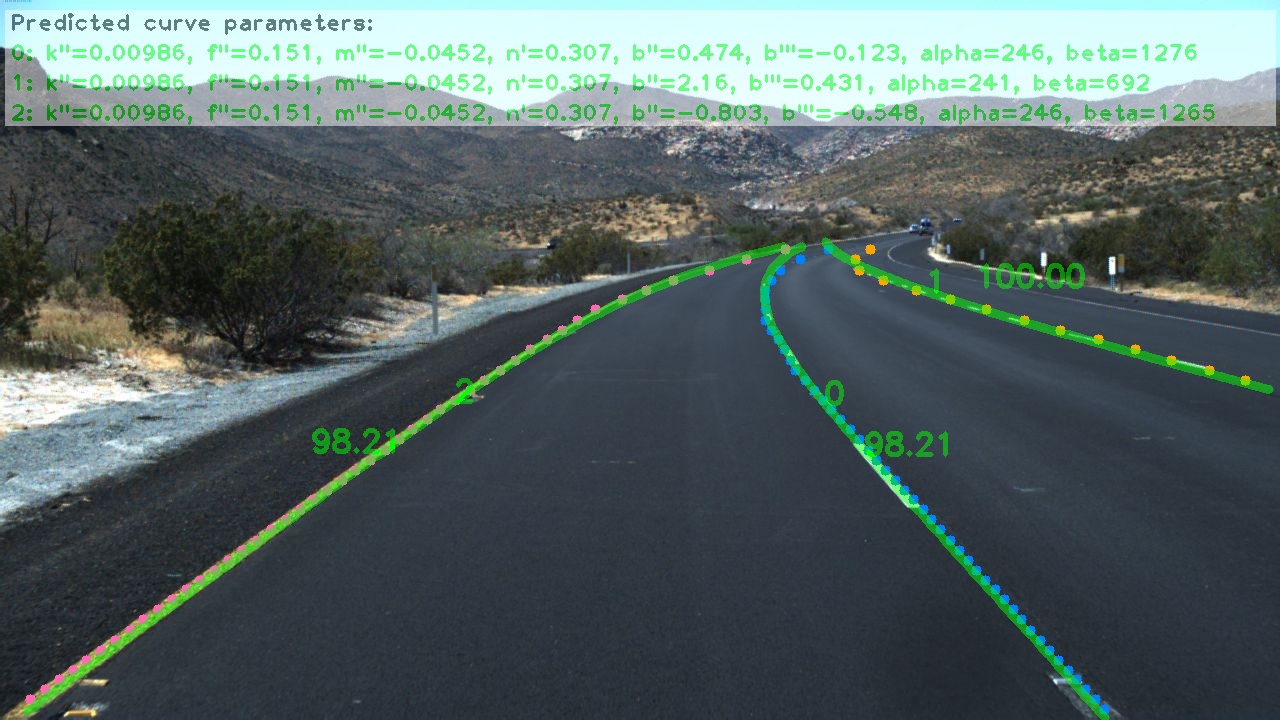 Predicted curve parameters:
0: k''=0.00986, f''=0.151, m''=-0.0452, n'=0.307, b''=0.474, b'''=-0.123, alpha=246, beta=1276
1: k''=0.00986, f''=0.151, m''=-0.0452, n'=0.307, b''=2.16, b'''=0.431, alpha=241, beta=692
2: k''=0.00986, f''=0.151, m''=-0.0452, n'=0.307, b''=-0.803, b'''=-0.548, alpha=246, beta=1265
1 100.00
2 0
98.21 98.21